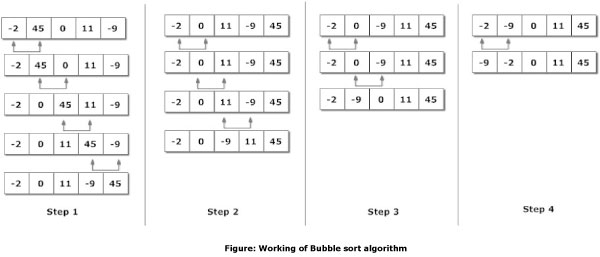 -2 45 0 11 -9
-2 45 0 11 -9
-2 0 45 11 -9
-2 0 11 45 -9
-2 0 11 -9 45
Step 1
-2 0 11 -9 45
-2 0 11 -9 45
-2 0 11 -9 45
-2 0 -9 11 45
Step 2
-2 0 -9 11 45
-2 0 -9 11 45
-2 -9 0 11 45
Step 3
-2 -9 0 11 45
-9 -2 0 11 45
Step 4
Figure: Working of Bubble sort algorithm